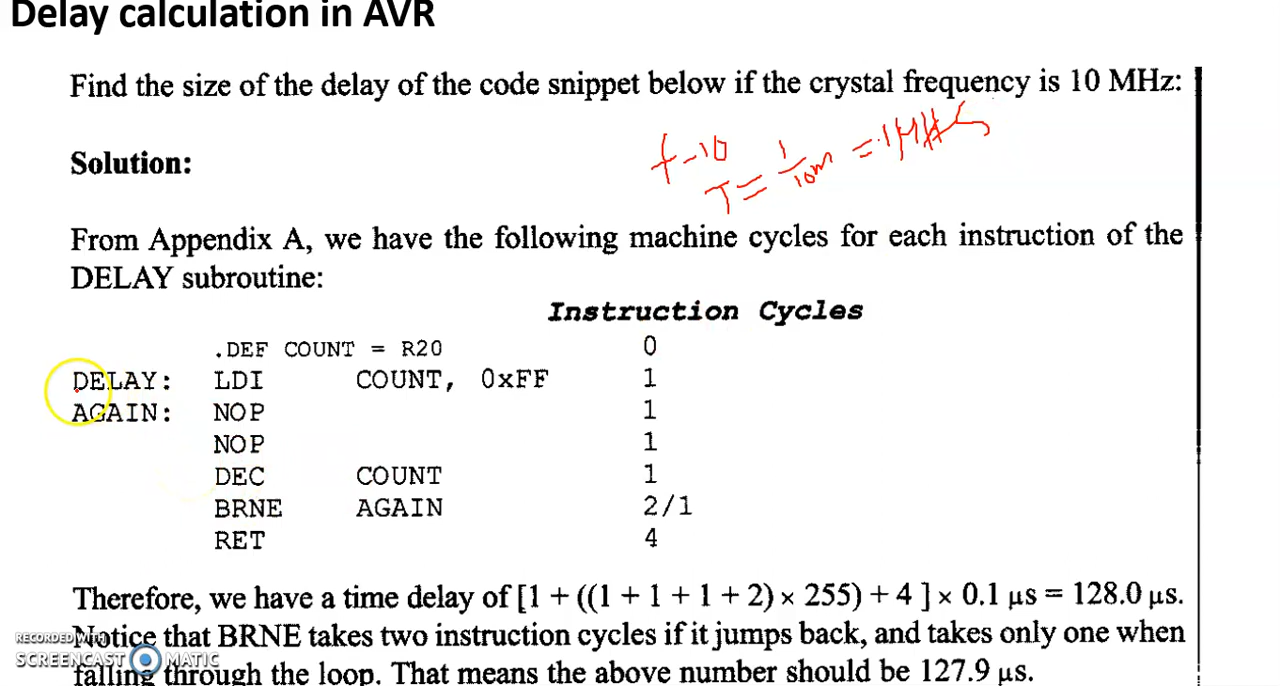 Delay calculation in AVR
Find the size of the delay of the code snippet below if the crystal frequency is 10 MHz:
f-10
T = 1/10m =
Solution:
From Appendix A, we have the following machine cycles for each instruction of the
DELAY subroutine:
Instruction Cycles
.DEF COUNT = R20 0
DELAY: LDI COUNT, 0xFF 1
AGAIN: NOP 1
NOP 1
DEC COUNT 1
BRNE AGAIN 2/1
RET 4
Therefore, we have a time delay of [1 + ((1 + 1 + 1 + 2) × 255) + 4 ] × 0.1 µs = 128.0 µs.
Notice that BRNE takes two instruction cycles if it jumps back, and takes only one when
falling through the loop. That means the above number should be 127.9 µs.
RECORDED WITH
SCREENCAST MATIC